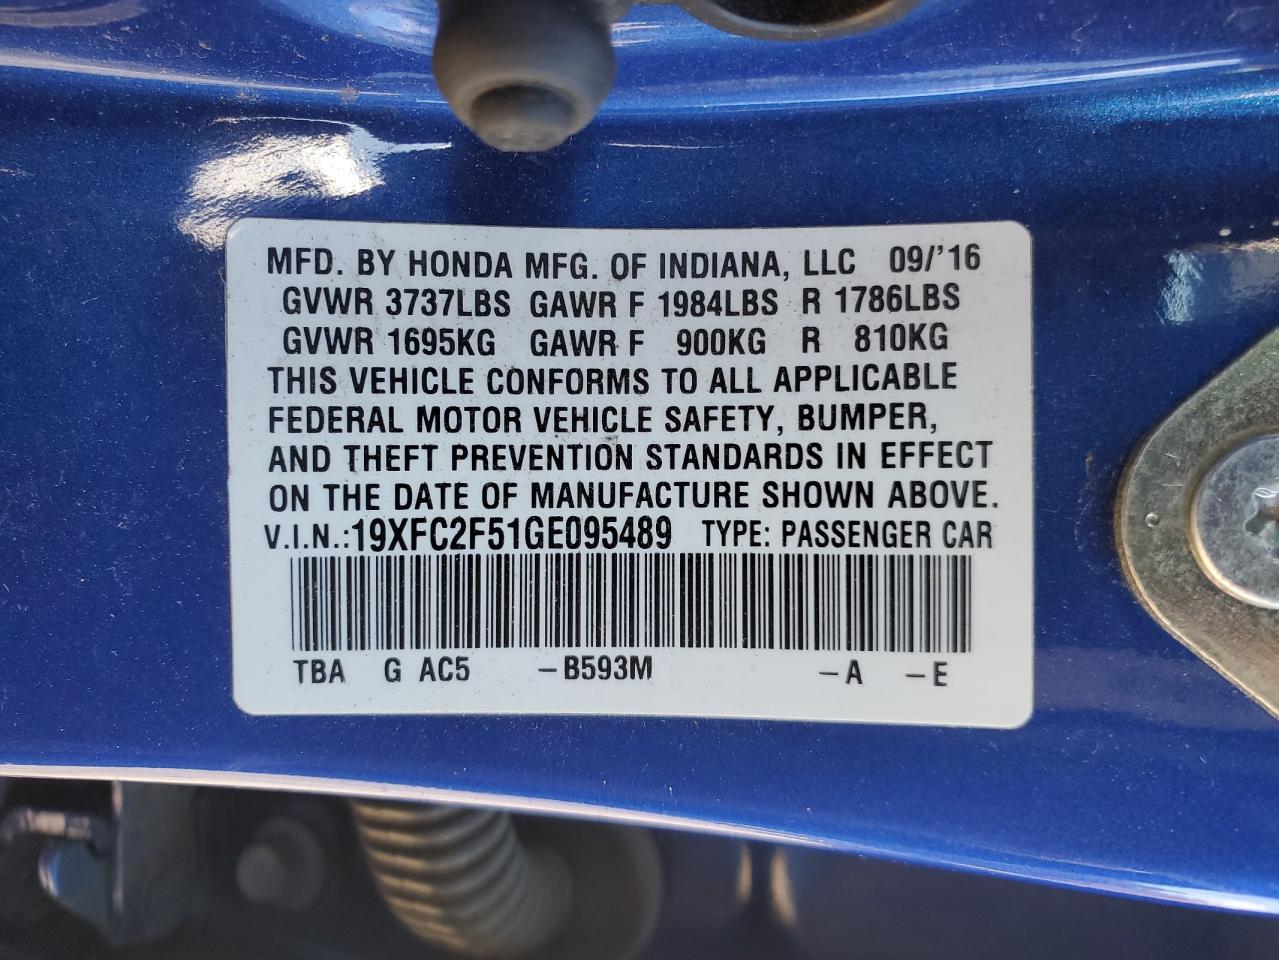 MFD. BY HONDA MFG. OF INDIANA, LLC 09/'16
GVWR 3737LBS GAWR F 1984LBS R 1786LBS
GVWR 1695KG GAWR F 900KG R 810KG
THIS VEHICLE CONFORMS TO ALL APPLICABLE
FEDERAL MOTOR VEHICLE SAFETY, BUMPER,
AND THEFT PREVENTION STANDARDS IN EFFECT
ON THE DATE OF MANUFACTURE SHOWN ABOVE.
V.I.N.:19XFC2F51GE095489 TYPE: PASSENGER CAR
TBA G AC5 -B593M -A -E